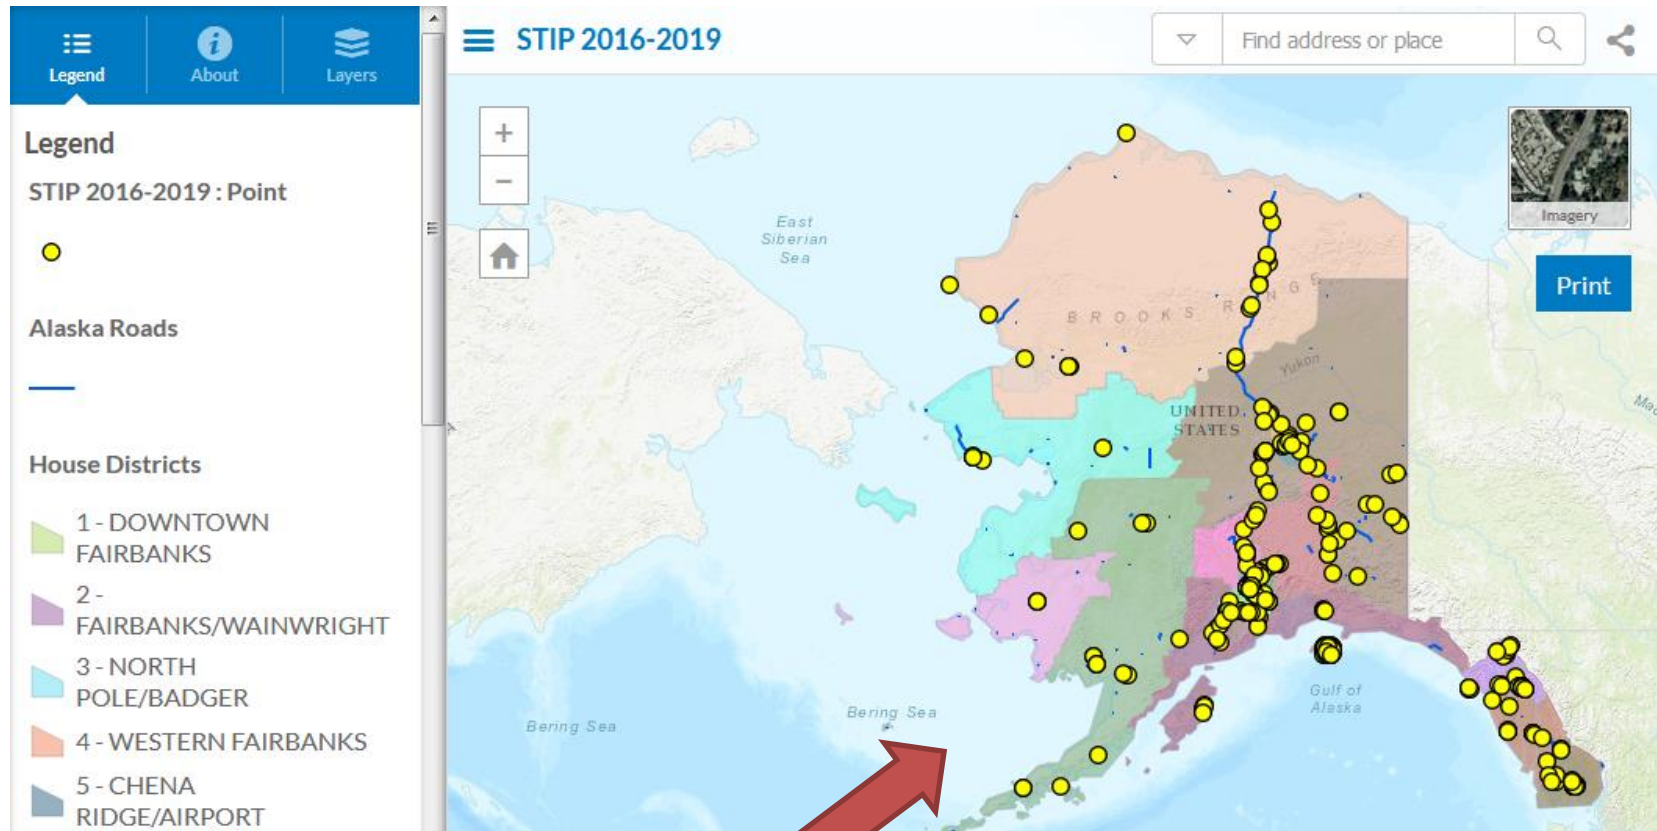 Legend
About
Layers
STIP 2016-2019
Find address or place
Legend
STIP 2016-2019 : Point
Alaska Roads
House Districts
1 - DOWNTOWN
FAIRBANKS
2 -
FAIRBANKS/WAINWRIGHT
3 - NORTH
POLE/BADGER
4 - WESTERN FAIRBANKS
5 - CHENA
RIDGE/AIRPORT
+
−
East
Siberian
Sea
Imagery
Print
BROOKS RANGE
Yukon
UNITED
STATES
Bering Sea
Bering Sea
Gulf of
Alaska